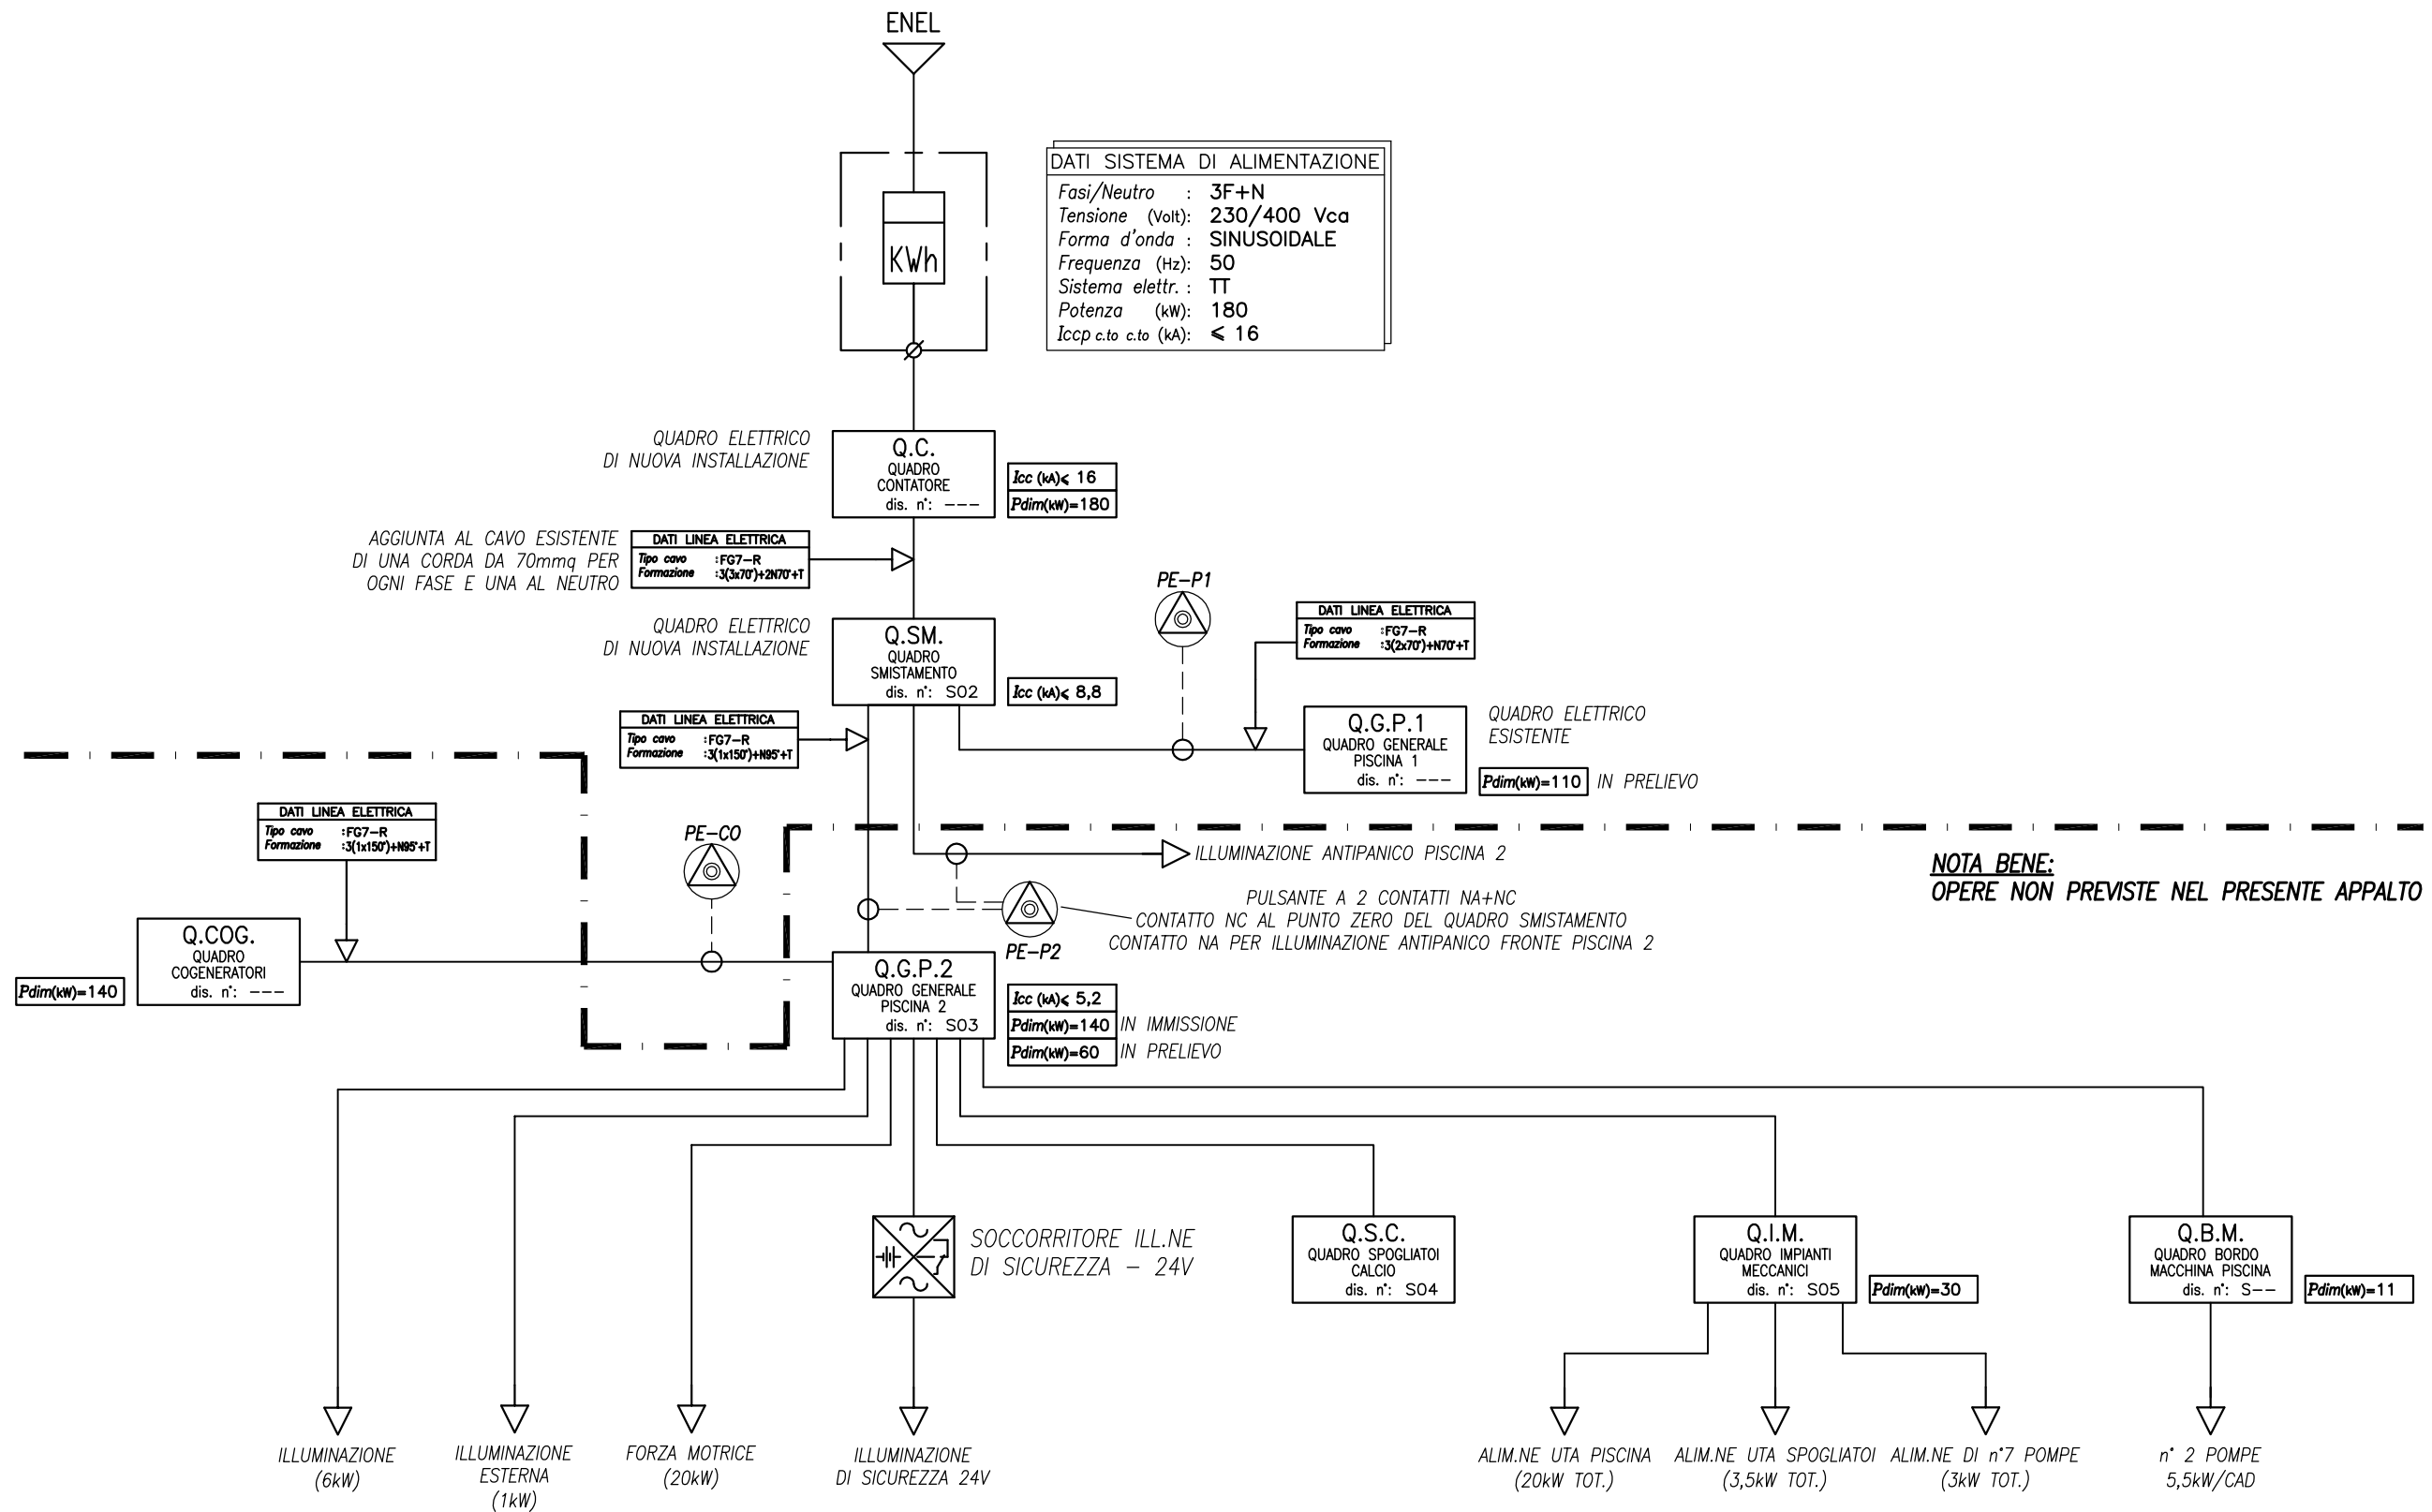 ENEL
KWh
DATI SISTEMA DI ALIMENTAZIONE
Fasi/Neutro : 3F+N
Tensione (Volt): 230/400 Vca
Forma d'onda : SINUSOIDALE
Frequenza (Hz): 50
Sistema elettr. : TT
Potenza (kW): 180
Iccp c.to c.to (kA): ⩽ 16
QUADRO ELETTRICO
DI NUOVA INSTALLAZIONE
Q.C.
QUADRO
CONTATORE
dis. n°: ---
Icc (kA)⩽ 16
Pdim(kW)=180
AGGIUNTA AL CAVO ESISTENTE
DI UNA CORDA DA 70mmq PER
OGNI FASE E UNA AL NEUTRO
DATI LINEA ELETTRICA
Tipo cavo :FG7-R
Formazione :3(3x70°)+2N70°+T
QUADRO ELETTRICO
DI NUOVA INSTALLAZIONE
Q.SM.
QUADRO
SMISTAMENTO
dis. n°: S02
Icc (kA)⩽ 8,8
PE-P1
DATI LINEA ELETTRICA
Tipo cavo :FG7-R
Formazione :3(2x70°)+N70°+T
Q.G.P.1
QUADRO GENERALE
PISCINA 1
dis. n°: ---
QUADRO ELETTRICO
ESISTENTE
Pdim(kW)=110 IN PRELIEVO
DATI LINEA ELETTRICA
Tipo cavo :FG7-R
Formazione :3(1x150°)+N95°+T
DATI LINEA ELETTRICA
Tipo cavo :FG7-R
Formazione :3(1x150°)+N95°+T
PE-CO
ILLUMINAZIONE ANTIPANICO PISCINA 2
NOTA BENE:
OPERE NON PREVISTE NEL PRESENTE APPALTO
PULSANTE A 2 CONTATTI NA+NC
CONTATTO NC AL PUNTO ZERO DEL QUADRO SMISTAMENTO
CONTATTO NA PER ILLUMINAZIONE ANTIPANICO FRONTE PISCINA 2
PE-P2
Q.COG.
QUADRO
COGENERATORI
dis. n°: ---
Pdim(kW)=140
Q.G.P.2
QUADRO GENERALE
PISCINA 2
dis. n°: S03
Icc (kA)⩽ 5,2
Pdim(kW)=140 IN IMMISSIONE
Pdim(kW)=60 IN PRELIEVO
SOCCORRITORE ILL.NE
DI SICUREZZA - 24V
Q.S.C.
QUADRO SPOGLIATOI
CALCIO
dis. n°: S04
Q.I.M.
QUADRO IMPIANTI
MECCANICI
dis. n°: S05
Pdim(kW)=30
Q.B.M.
QUADRO BORDO
MACCHINA PISCINA
dis. n°: S--
Pdim(kW)=11
ILLUMINAZIONE
(6kW)
ILLUMINAZIONE
ESTERNA
(1kW)
FORZA MOTRICE
(20kW)
ILLUMINAZIONE
DI SICUREZZA 24V
ALIM.NE UTA PISCINA
(20kW TOT.)
ALIM.NE UTA SPOGLIATOI
(3,5kW TOT.)
ALIM.NE DI n°7 POMPE
(3kW TOT.)
n° 2 POMPE
5,5kW/CAD